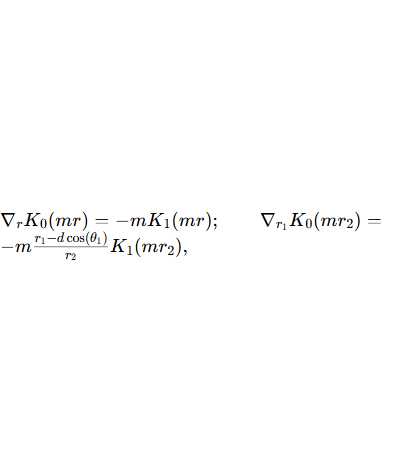 ∇_r K_0(mr) = −mK_1(mr);   ∇_{r_1} K_0(mr_2) =
−m \frac{r_1−d cos(θ_1)}{r_2} K_1(mr_2),